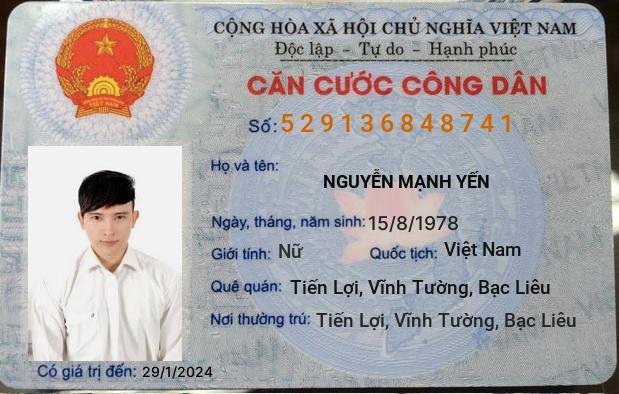 CỘNG HÒA XÃ HỘI CHỦ NGHĨA VIỆT NAM
Độc lập - Tự do - Hạnh phúc
CĂN CƯỚC CÔNG DÂN
Số: 529136848741
Họ và tên:
NGUYỄN MẠNH YẾN
Ngày, tháng, năm sinh: 15/8/1978
Giới tính: Nữ Quốc tịch: Việt Nam
Quê quán: Tiến Lợi, Vĩnh Tường, Bạc Liêu
Nơi thường trú: Tiến Lợi, Vĩnh Tường, Bạc Liêu
Có giá trị đến: 29/1/2024
VIỆT NAM